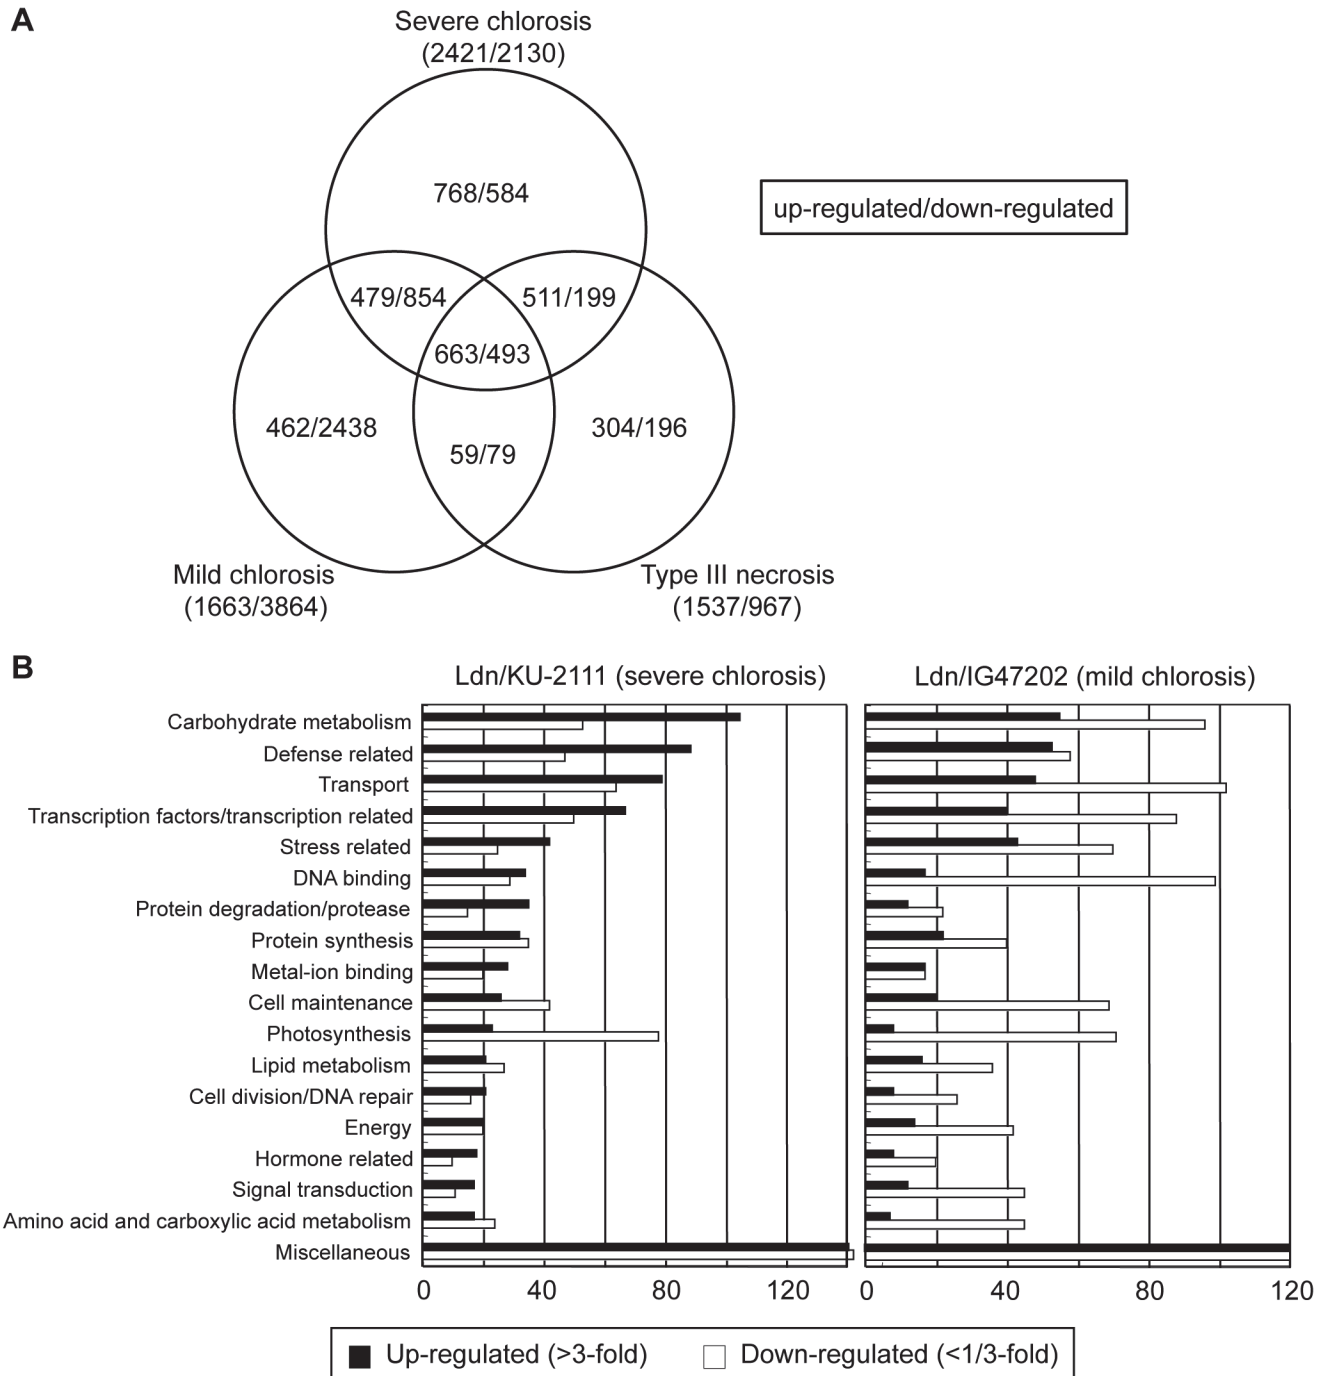 A
Severe chlorosis
(2421/2130)
768/584
up-regulated/down-regulated
479/854
511/199
663/493
462/2438
304/196
59/79
Mild chlorosis
(1663/3864)
Type III necrosis
(1537/967)
B
Ldn/KU-2111 (severe chlorosis)
Ldn/IG47202 (mild chlorosis)
Carbohydrate metabolism
Defense related
Transport
Transcription factors/transcription related
Stress related
DNA binding
Protein degradation/protease
Protein synthesis
Metal-ion binding
Cell maintenance
Photosynthesis
Lipid metabolism
Cell division/DNA repair
Energy
Hormone related
Signal transduction
Amino acid and carboxylic acid metabolism
Miscellaneous
0 40 80 120
0 40 80 120
Up-regulated (>3-fold)
Down-regulated (<1/3-fold)